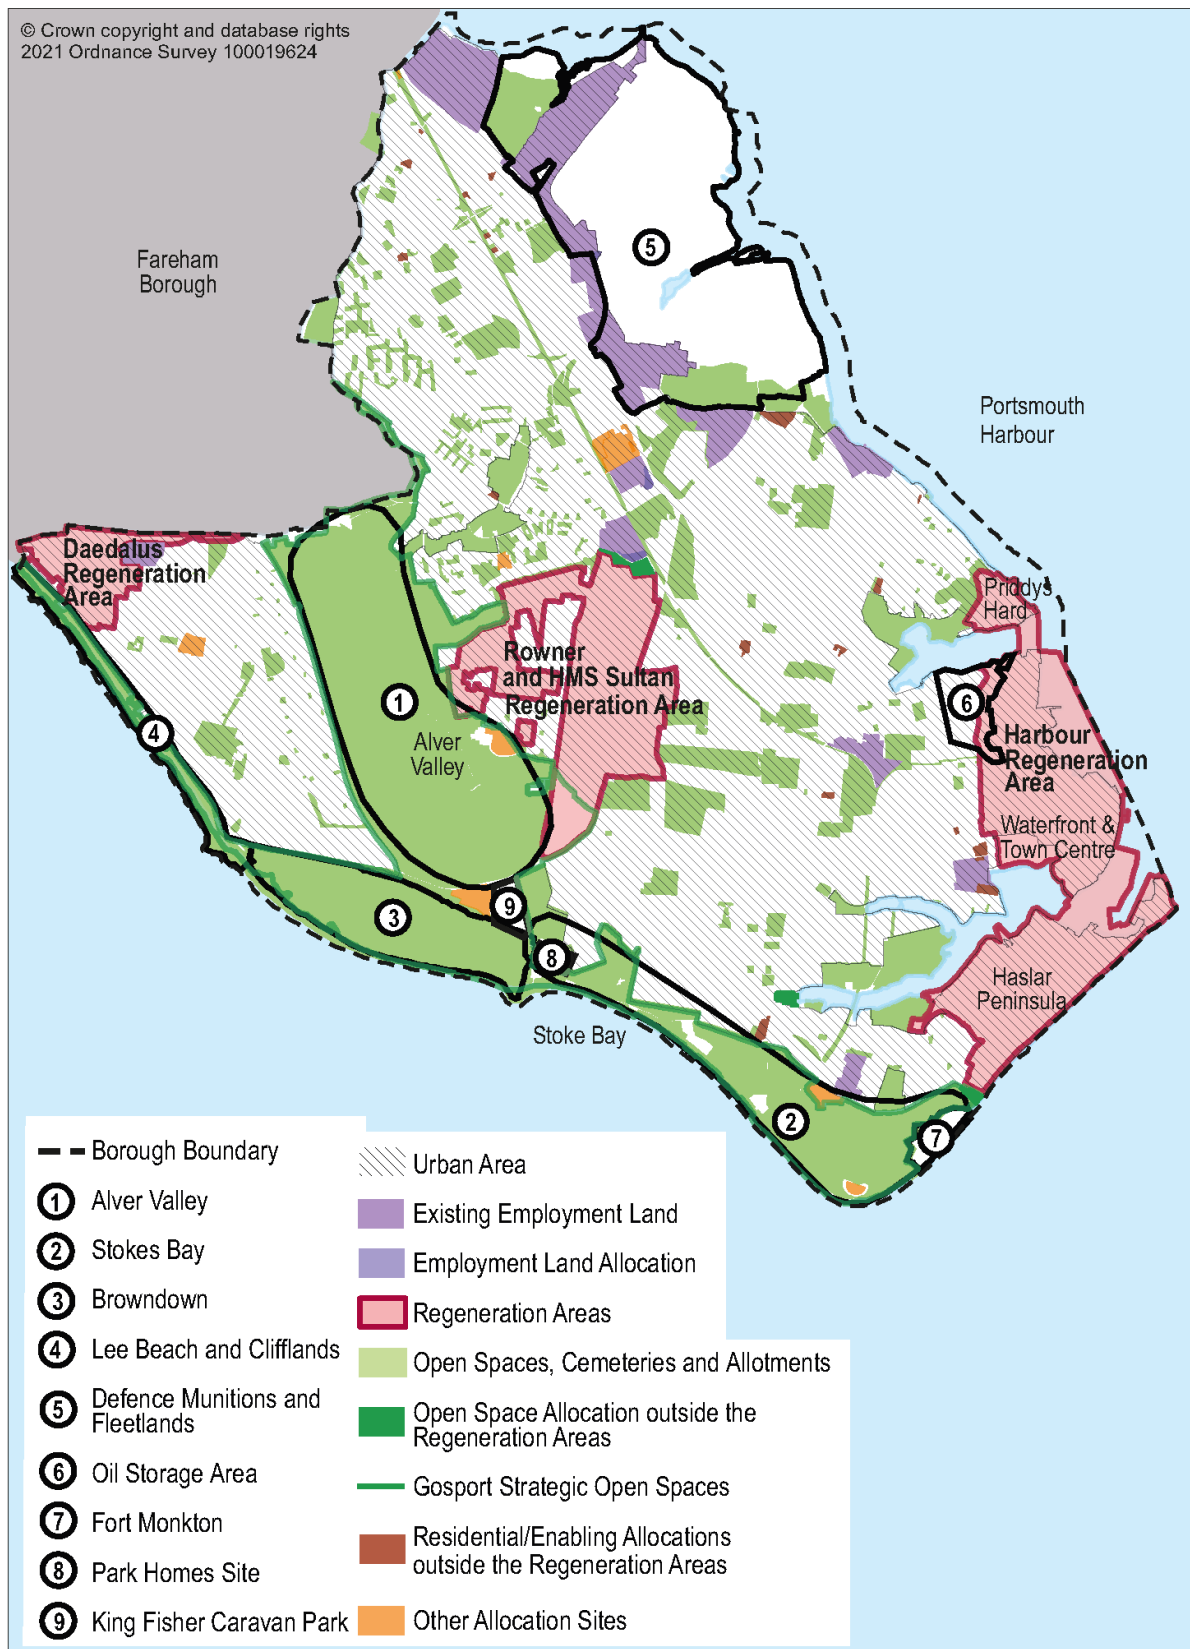 © Crown copyright and database rights
2021 Ordnance Survey 100019624
Fareham
Borough
5
Portsmouth
Harbour
Daedalus
Regeneration
Area
Priddys
Hard
Rowner
and HMS Sultan
Regeneration Area
1
6
4
Alver
Valley
Harbour
Regeneration
Area
Waterfront &
Town Centre
9
3
8
Haslar
Peninsula
Stoke Bay
2
7
Borough Boundary
1 Alver Valley
2 Stokes Bay
3 Browndown
4 Lee Beach and Clifflands
5 Defence Munitions and
Fleetlands
6 Oil Storage Area
7 Fort Monkton
8 Park Homes Site
9 King Fisher Caravan Park
Urban Area
Existing Employment Land
Employment Land Allocation
Regeneration Areas
Open Spaces, Cemeteries and Allotments
Open Space Allocation outside the
Regeneration Areas
Gosport Strategic Open Spaces
Residential/Enabling Allocations
outside the Regeneration Areas
Other Allocation Sites